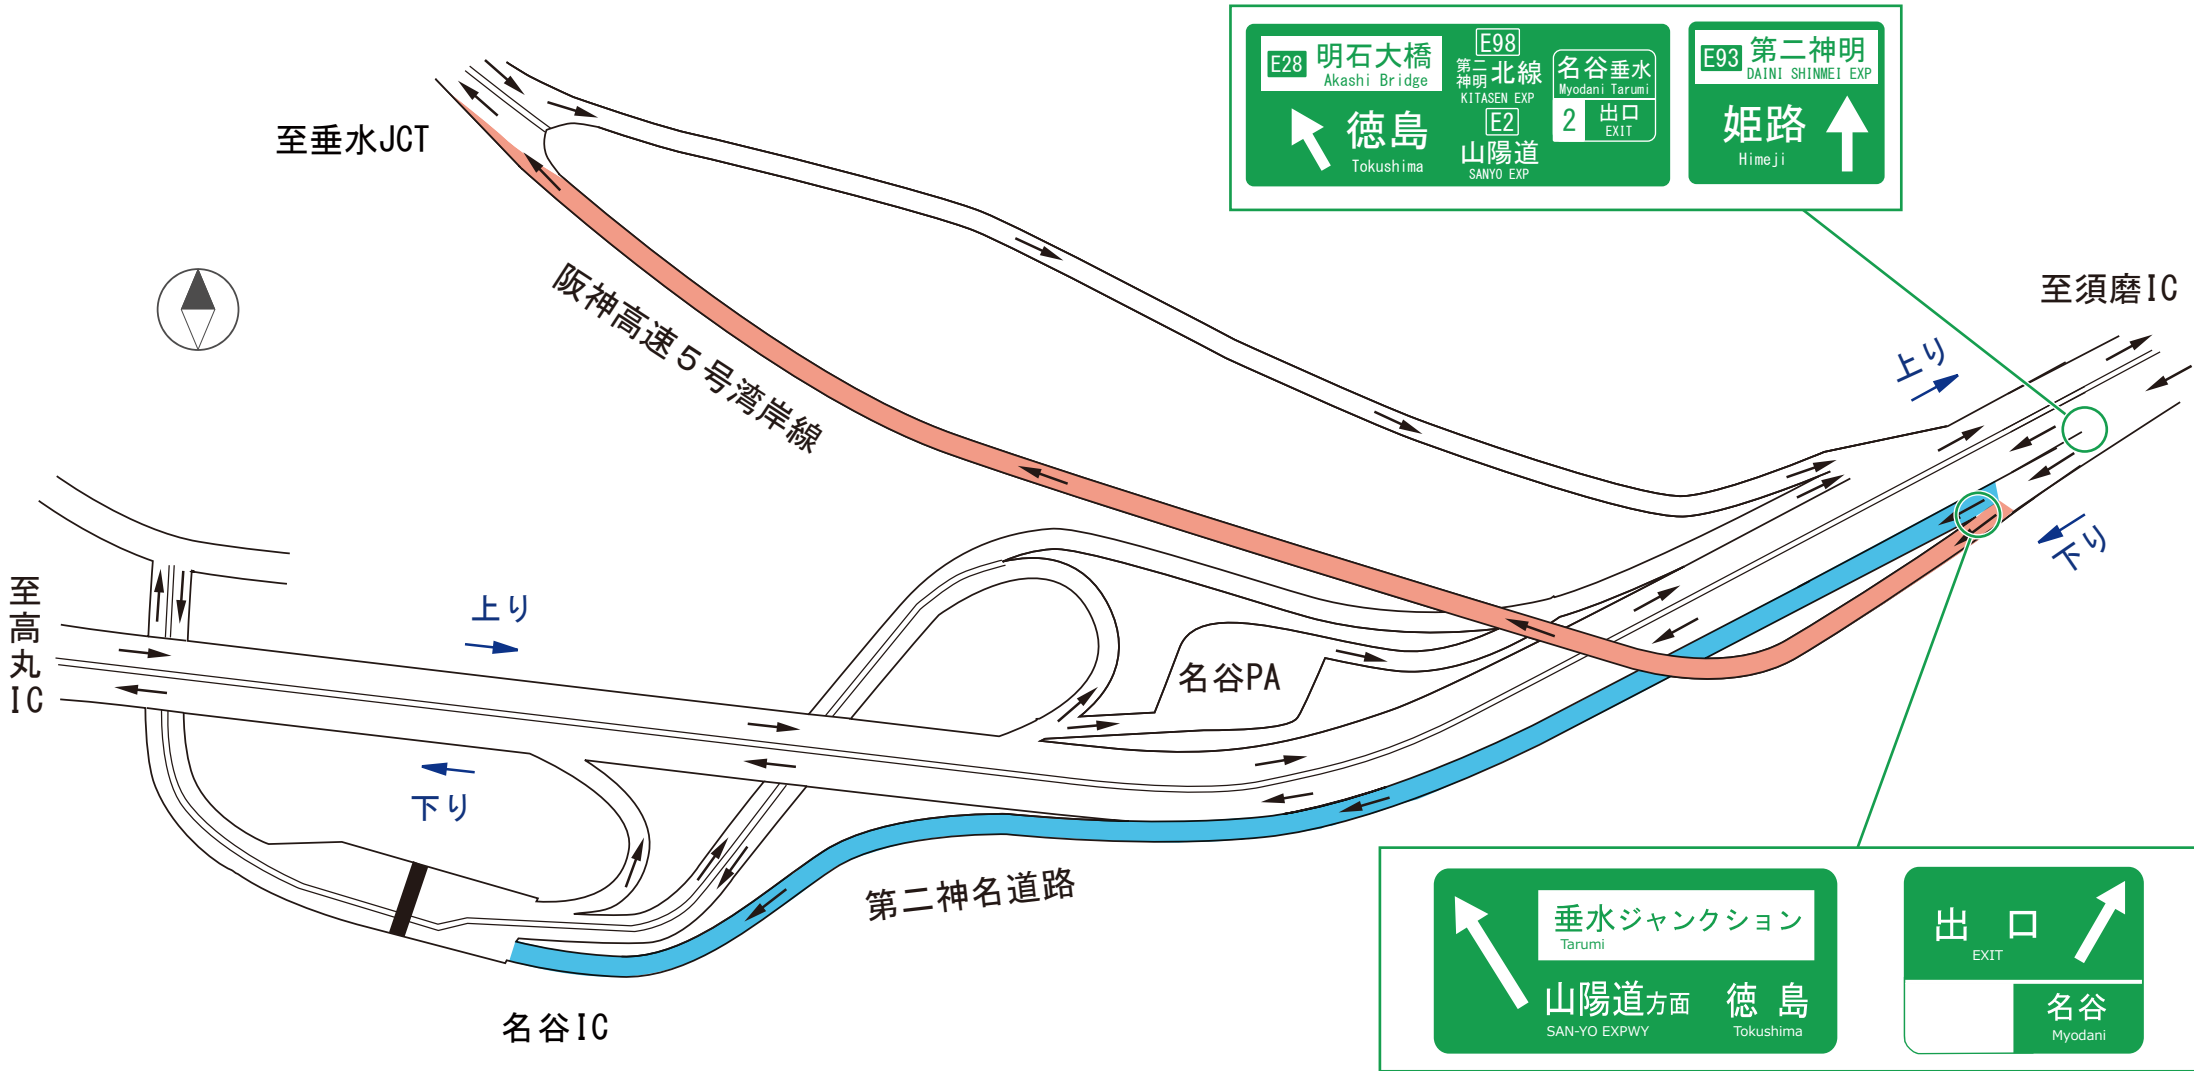 E28 明石大橋
Akashi Bridge
徳島
Tokushima
E98
第二神明 北線
KITASEN EXP
E2
山陽道
SANYO EXP
名谷垂水
Myodani Tarumi
2 出口
EXIT
E93 第二神明
DAINI SHINMEI EXP
姫路
Himeji
至垂水JCT
阪神高速5号湾岸線
至須磨IC
上り
下り
至高丸IC
上り
下り
名谷PA
第二神名道路
名谷IC
垂水ジャンクション
Tarumi
山陽道方面 徳島
SAN-YO EXPWY Tokushima
出口
EXIT
名谷
Myodani